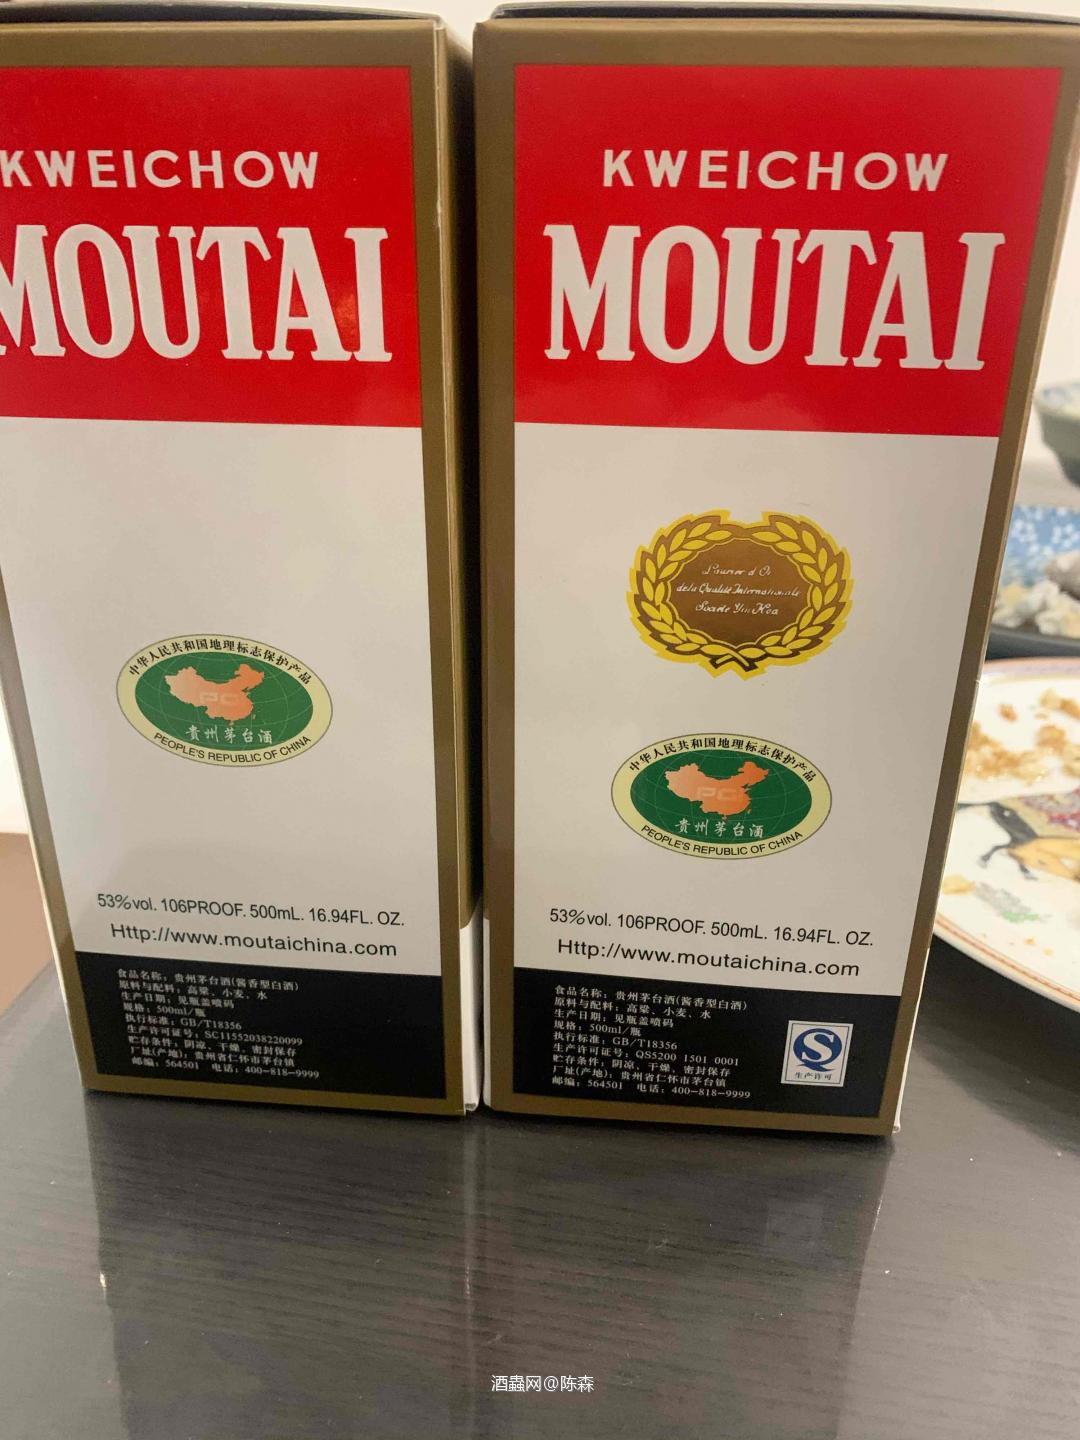 KWEICHOW
MOUTAI
中华人民共和国地理标志保护产品
PG
贵州茅台酒
PEOPLE'S REPUBLIC OF CHINA
53%vol. 106PROOF. 500mL. 16.94FL. OZ.
Http://www.moutaichina.com
食品名称：贵州茅台酒(酱香型白酒)
原料与配料：高粱、小麦、水
生产日期：见瓶盖喷码
规格：500ml/瓶
执行标准：GB/T18356
生产许可证号：SC11552038220099
贮存条件：阴凉、干燥、密封保存
厂址(产地)：贵州省仁怀市茅台镇
邮编：564501 电话：400-818-9999
KWEICHOW
MOUTAI
Laurier d Or
de la Qualité Internationale
中华人民共和国地理标志保护产品
PGI
贵州茅台酒
PEOPLE'S REPUBLIC OF CHINA
53%vol. 106PROOF. 500mL. 16.94FL. OZ.
Http://www.moutaichina.com
食品名称：贵州茅台酒(酱香型白酒)
原料与配料：高粱、小麦、水
生产日期：见瓶盖喷码
规格：500ml/瓶
执行标准：GB/T18356
生产许可证号：QS5200 1501 0001
贮存条件：阴凉、干燥、密封保存
厂址(产地)：贵州省仁怀市茅台镇
邮编：564501 电话：400-818-9999
生产许可
酒蟲网@陈森